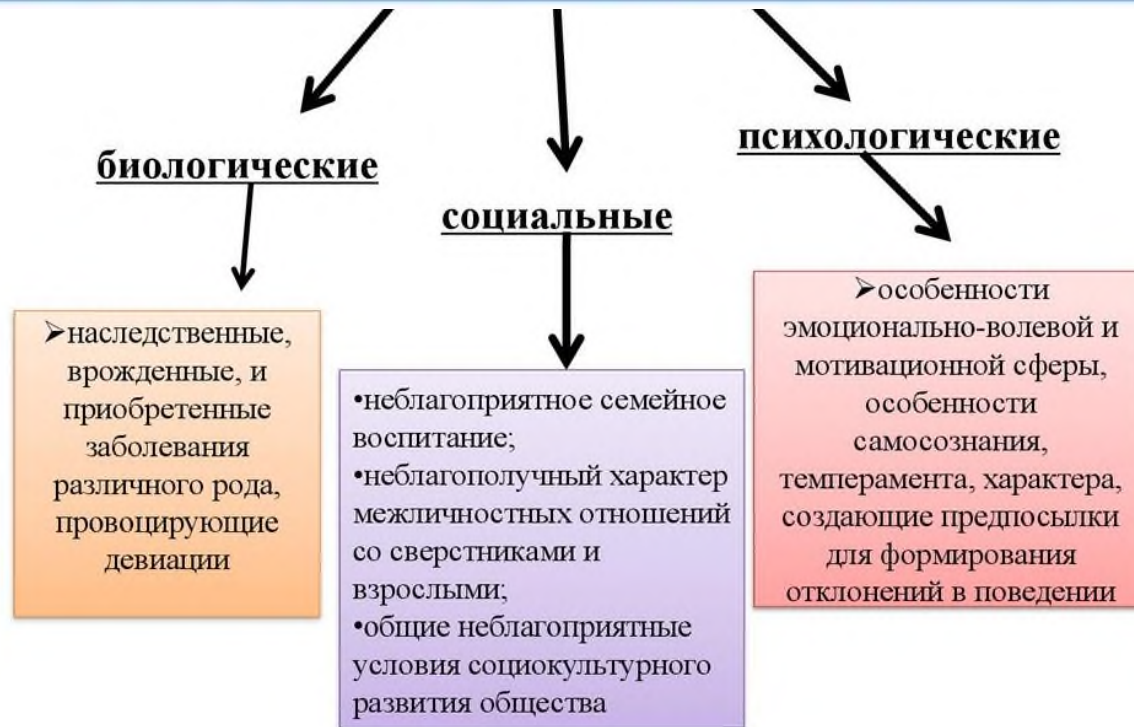 биологические
➤наследственные,
врожденные, и
приобретенные
заболевания
различного рода,
провоцирующие
девиации
социальные
•неблагоприятное семейное
воспитание;
•неблагополучный характер
межличностных отношений
со сверстниками и
взрослыми;
•общие неблагоприятные
условия социокультурного
развития общества
психологические
➤особенности
эмоционально-волевой и
мотивационной сферы,
особенности
самосознания,
темперамента, характера,
создающие предпосылки
для формирования
отклонений в поведении